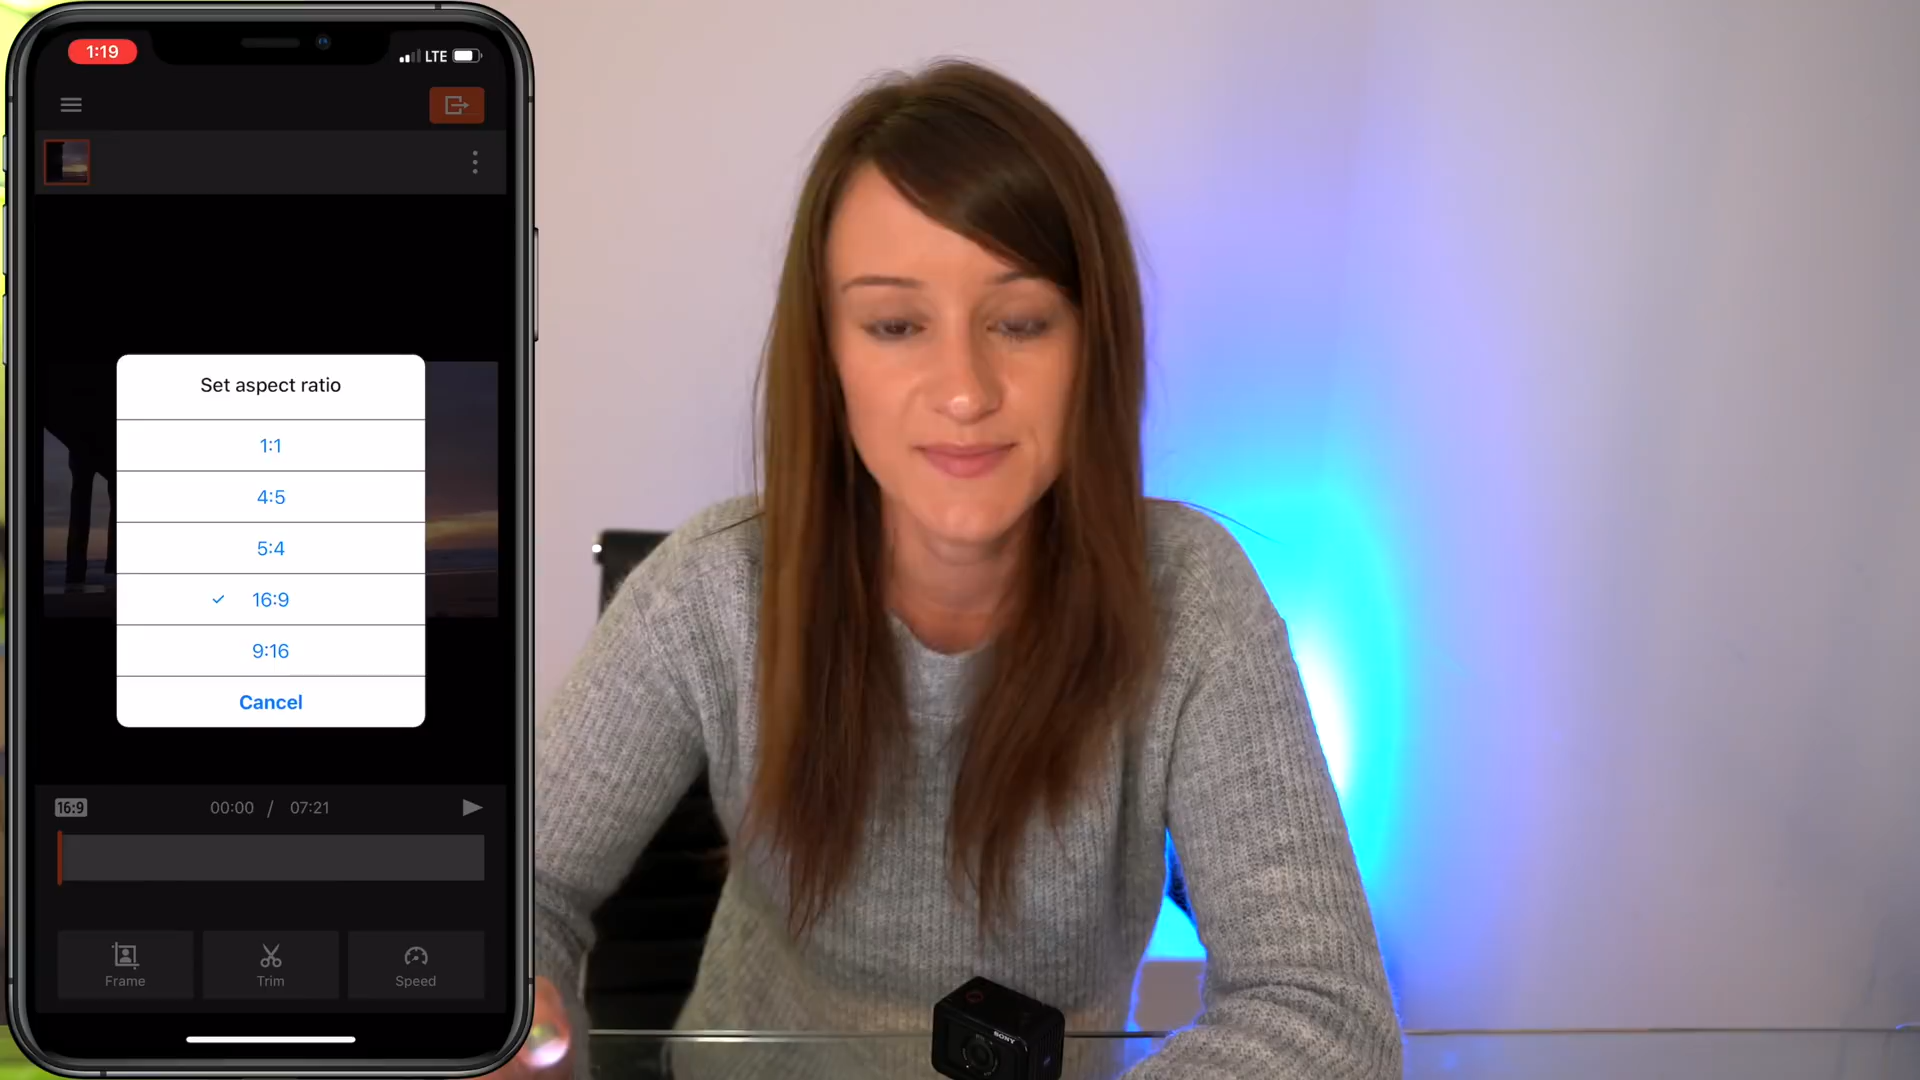 1:19
LTE
Set aspect ratio
1:1
4:5
5:4
16:9
9:16
Cancel
16:9
00:00 / 07:21
Frame
Trim
Speed
SONY